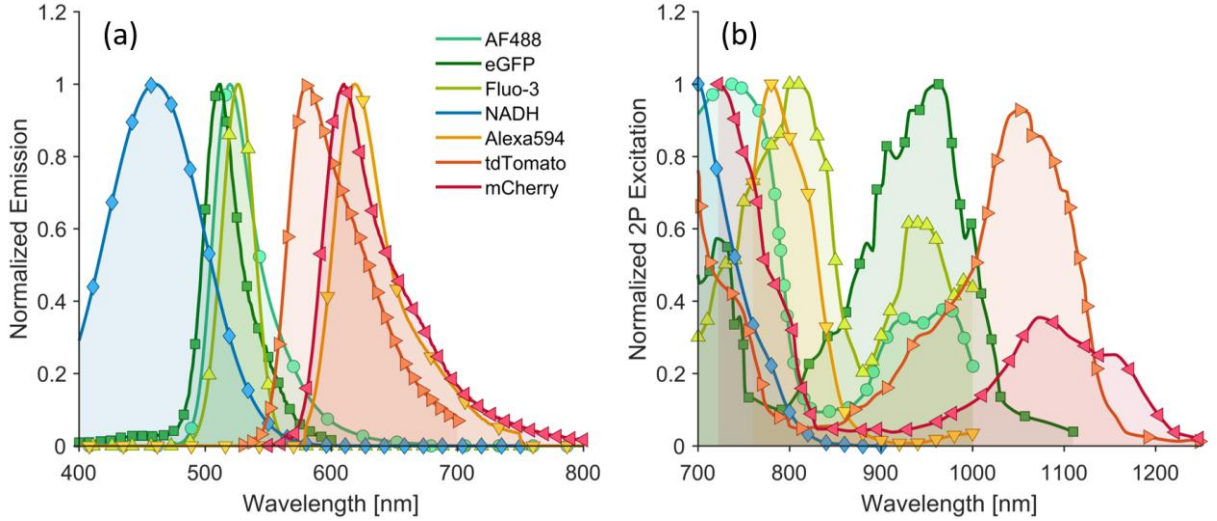 (a)
Normalized Emission
1.2
1
0.8
0.6
0.4
0.2
0
400 500 600 700 800
Wavelength [nm]
AF488
eGFP
Fluo-3
NADH
Alexa594
tdTomato
mCherry
(b)
Normalized 2P Excitation
1.2
1
0.8
0.6
0.4
0.2
0
700 800 900 1000 1100 1200
Wavelength [nm]